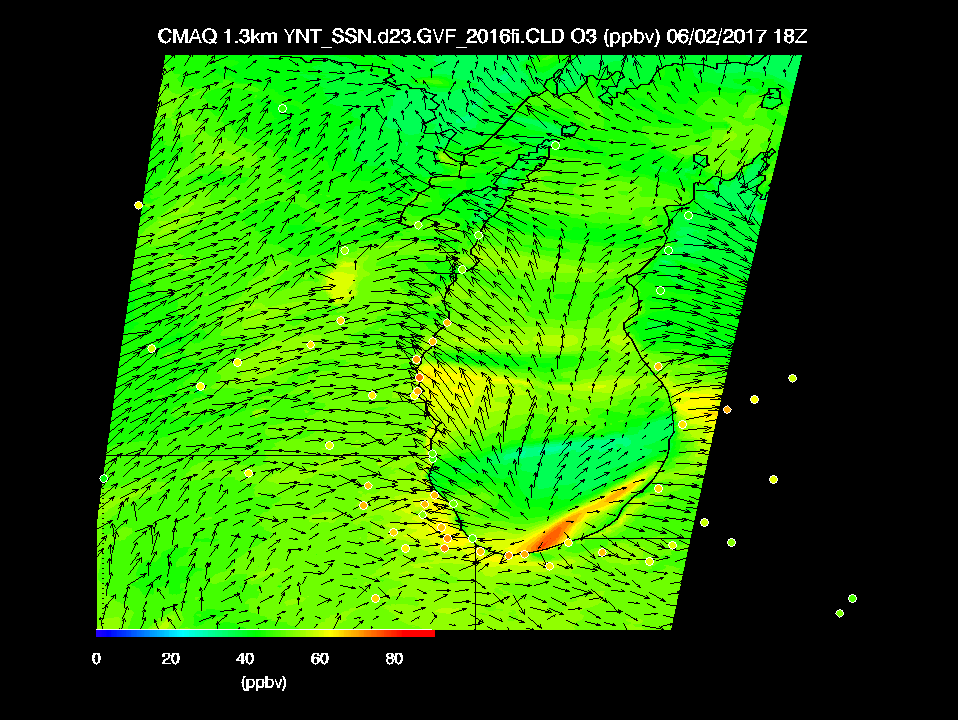 CMAQ 1.3km YNT_SSN.d23.GVF_2016fi.CLD O3 (ppbv) 06/02/2017 18Z
0 20 40 60 80
(ppbv)